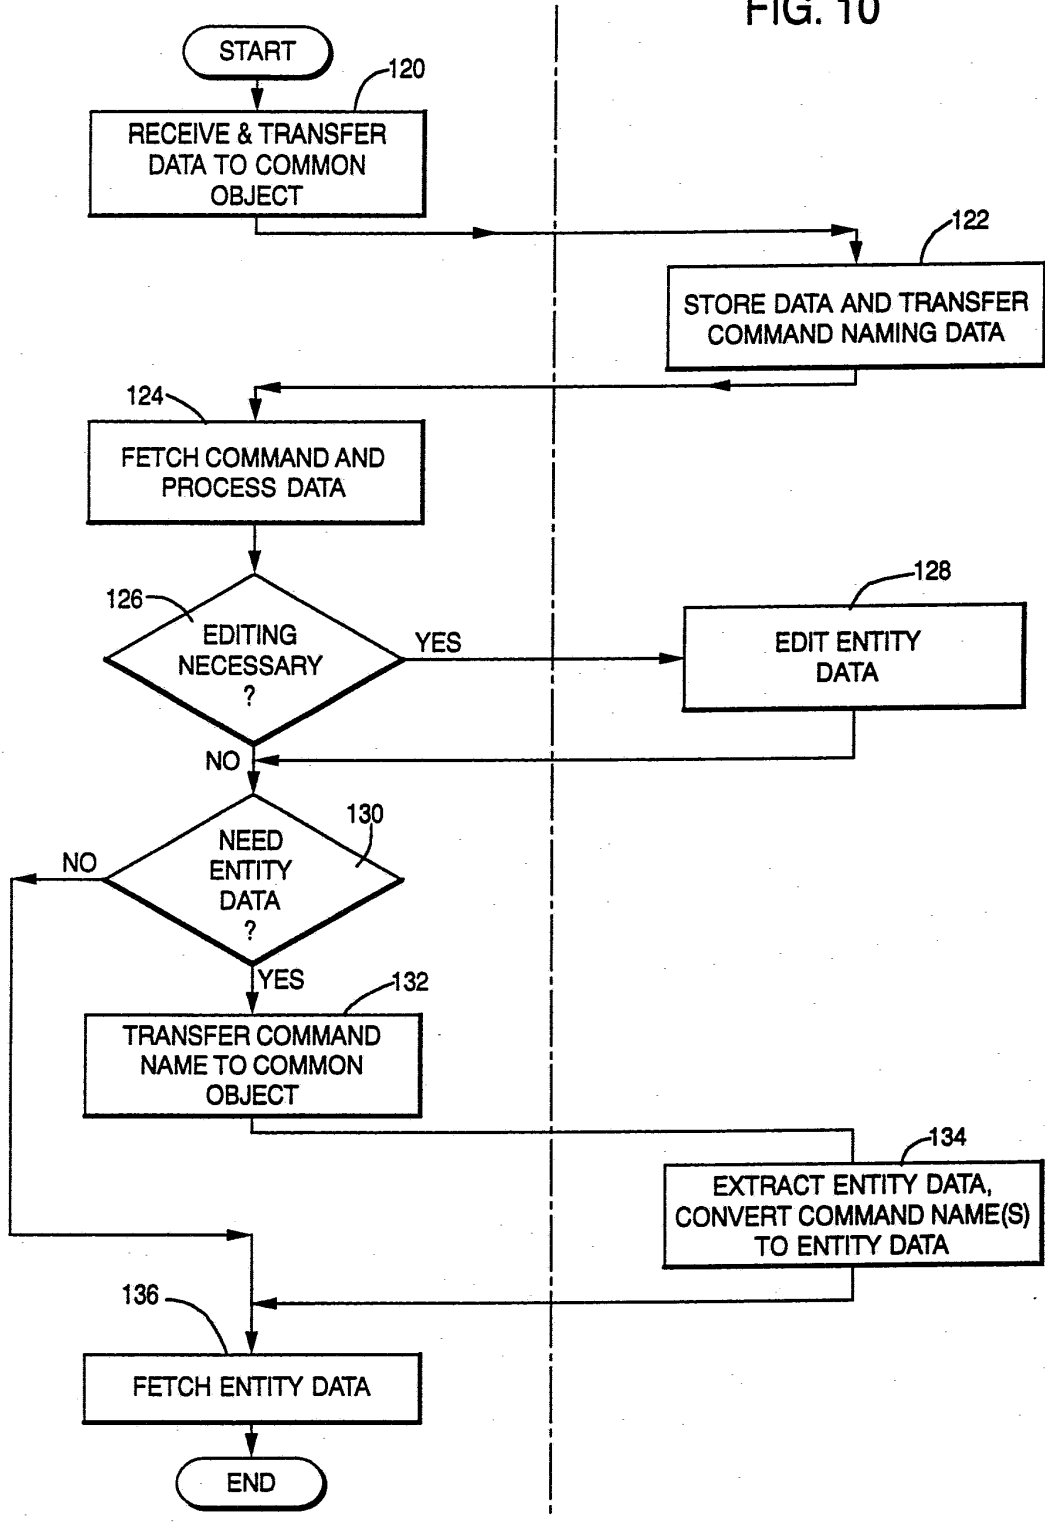 FIG. 10
START
120
RECEIVE & TRANSFER
DATA TO COMMON
OBJECT
122
STORE DATA AND TRANSFER
COMMAND NAMING DATA
124
FETCH COMMAND AND
PROCESS DATA
126
EDITING
NECESSARY
?
YES
128
EDIT ENTITY
DATA
NO
130
NEED
ENTITY
DATA
?
NO
YES
132
TRANSFER COMMAND
NAME TO COMMON
OBJECT
134
EXTRACT ENTITY DATA,
CONVERT COMMAND NAME(S)
TO ENTITY DATA
136
FETCH ENTITY DATA
END